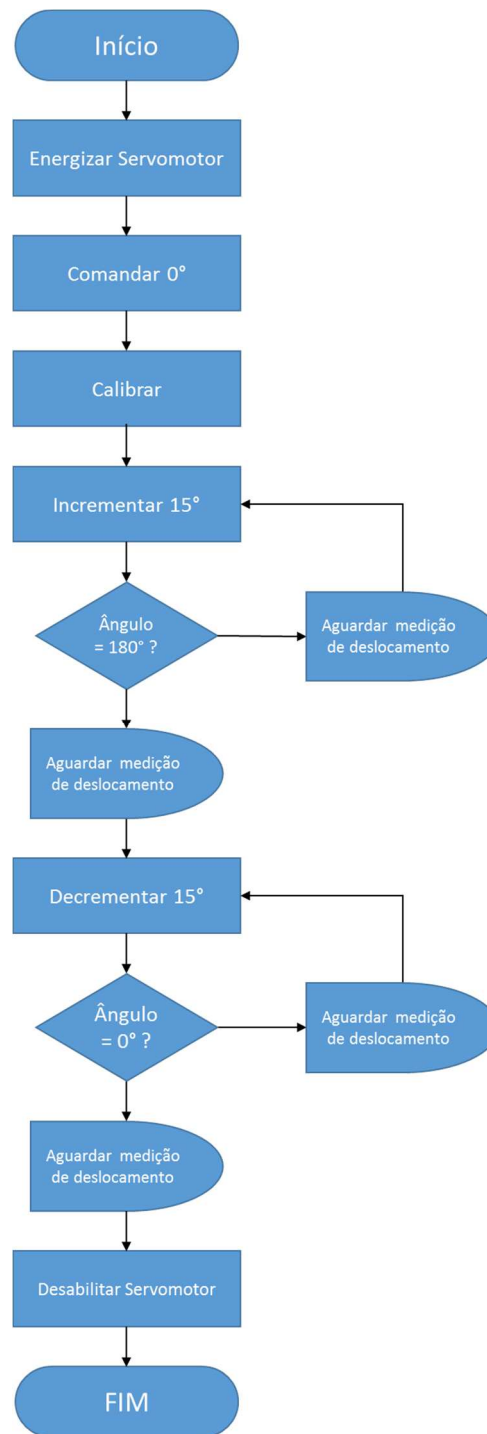 Início
Energizar Servomotor
Comandar 0°
Calibrar
Incrementar 15°
Ângulo
= 180° ?
Aguardar medição
de deslocamento
Aguardar medição
de deslocamento
Decrementar 15°
Ângulo
= 0° ?
Aguardar medição
de deslocamento
Aguardar medição
de deslocamento
Desabilitar Servomotor
FIM